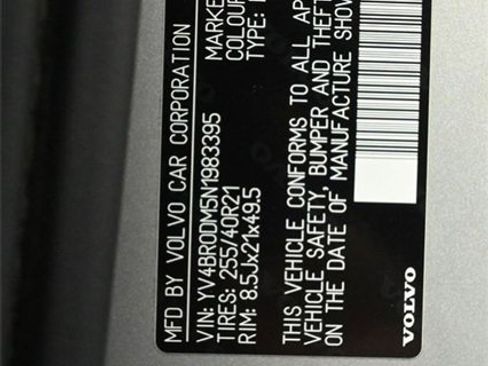 MFD BY VOLVO CAR CORPORATION
VIN: YV4BR0DM5N1983395 MARKE
TIRES: 255/40R21 COLOUR
RIM: 8.5Jx21x49.5 TYPE:
THIS VEHICLE CONFORMS TO ALL AP
VEHICLE SAFETY, BUMPER AND THEFT
ON THE DATE OF MANUFACTURE SHOW
VOLVO